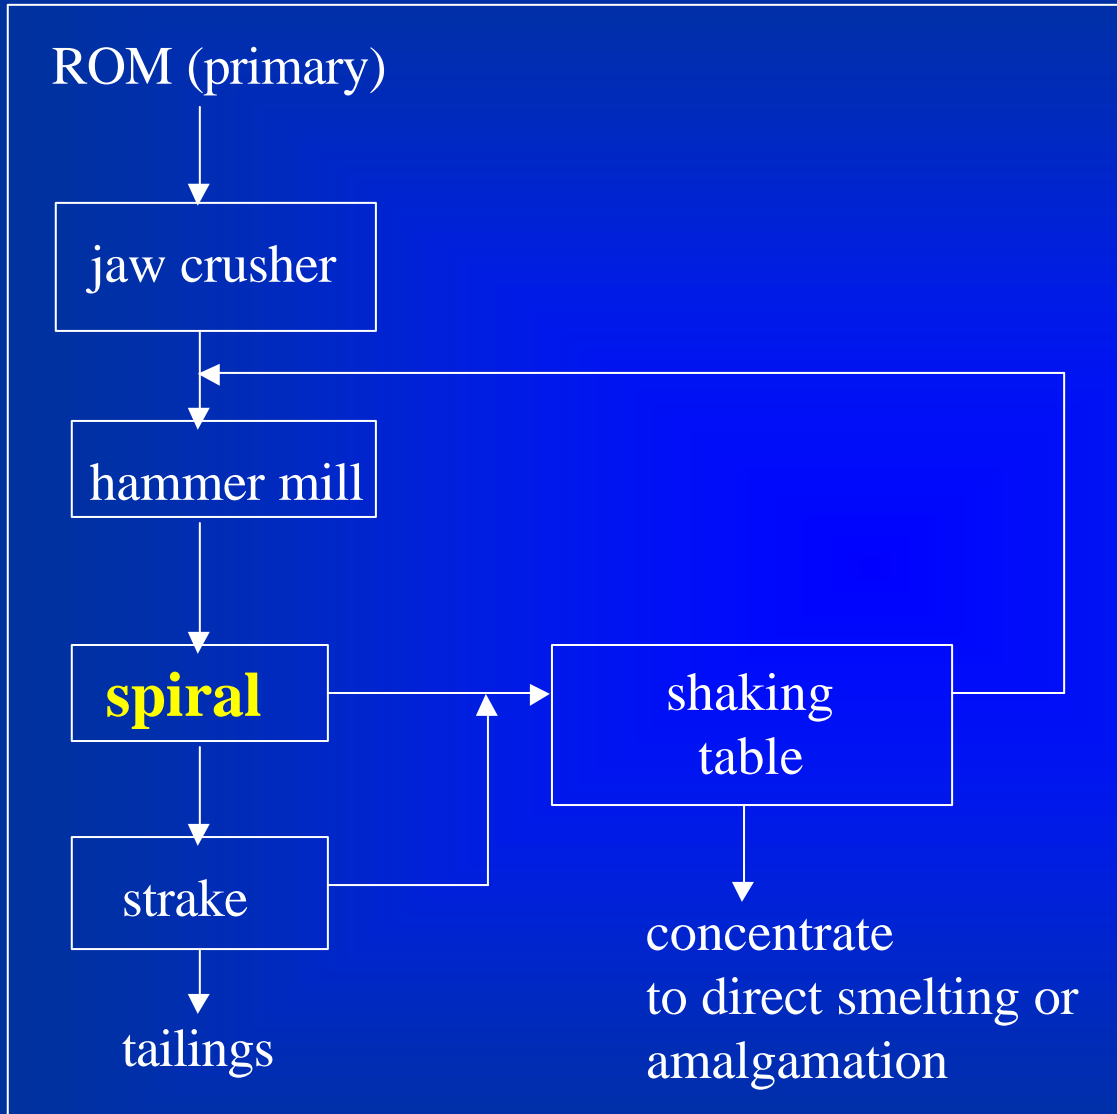 ROM (primary)
jaw crusher
hammer mill
spiral
shaking
table
strake
concentrate
to direct smelting or
amalgamation
tailings